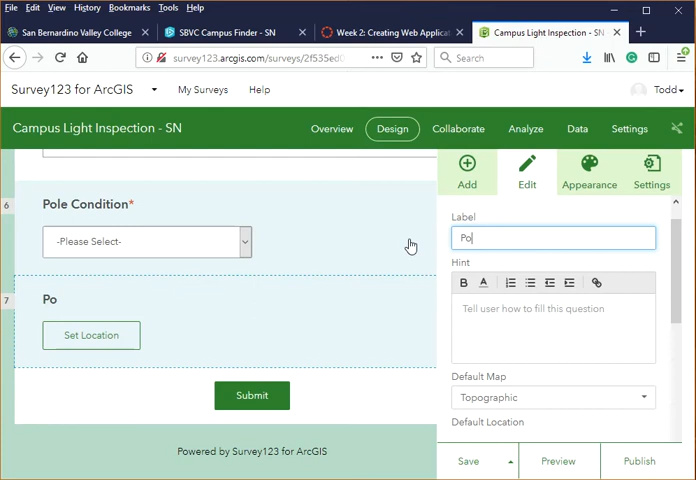 File Edit View History Bookmarks Tools Help
San Bernardino Valley College
SBVC Campus Finder - SN
Week 2: Creating Web Applicat
Campus Light Inspection - SN
survey123.arcgis.com/surveys/2f535ed0
Search
Survey123 for ArcGIS My Surveys Help Todd
Campus Light Inspection - SN Overview Design Collaborate Analyze Data Settings
Add Edit Appearance Settings
6 Pole Condition*
-Please Select-
7 Po
Set Location
Submit
Powered by Survey123 for ArcGIS
Label
Po
Hint
B A
Tell user how to fill this question
Default Map
Topographic
Default Location
Save Preview Publish